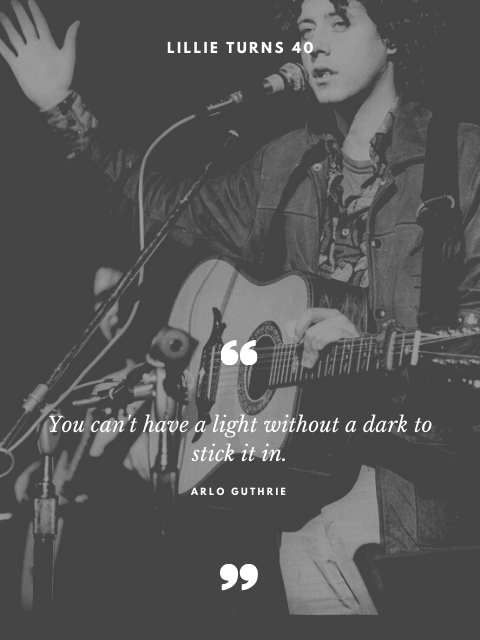 LILLIE TURNS 40
“
You can't have a light without a dark to
stick it in.
ARLO GUTHRIE
”